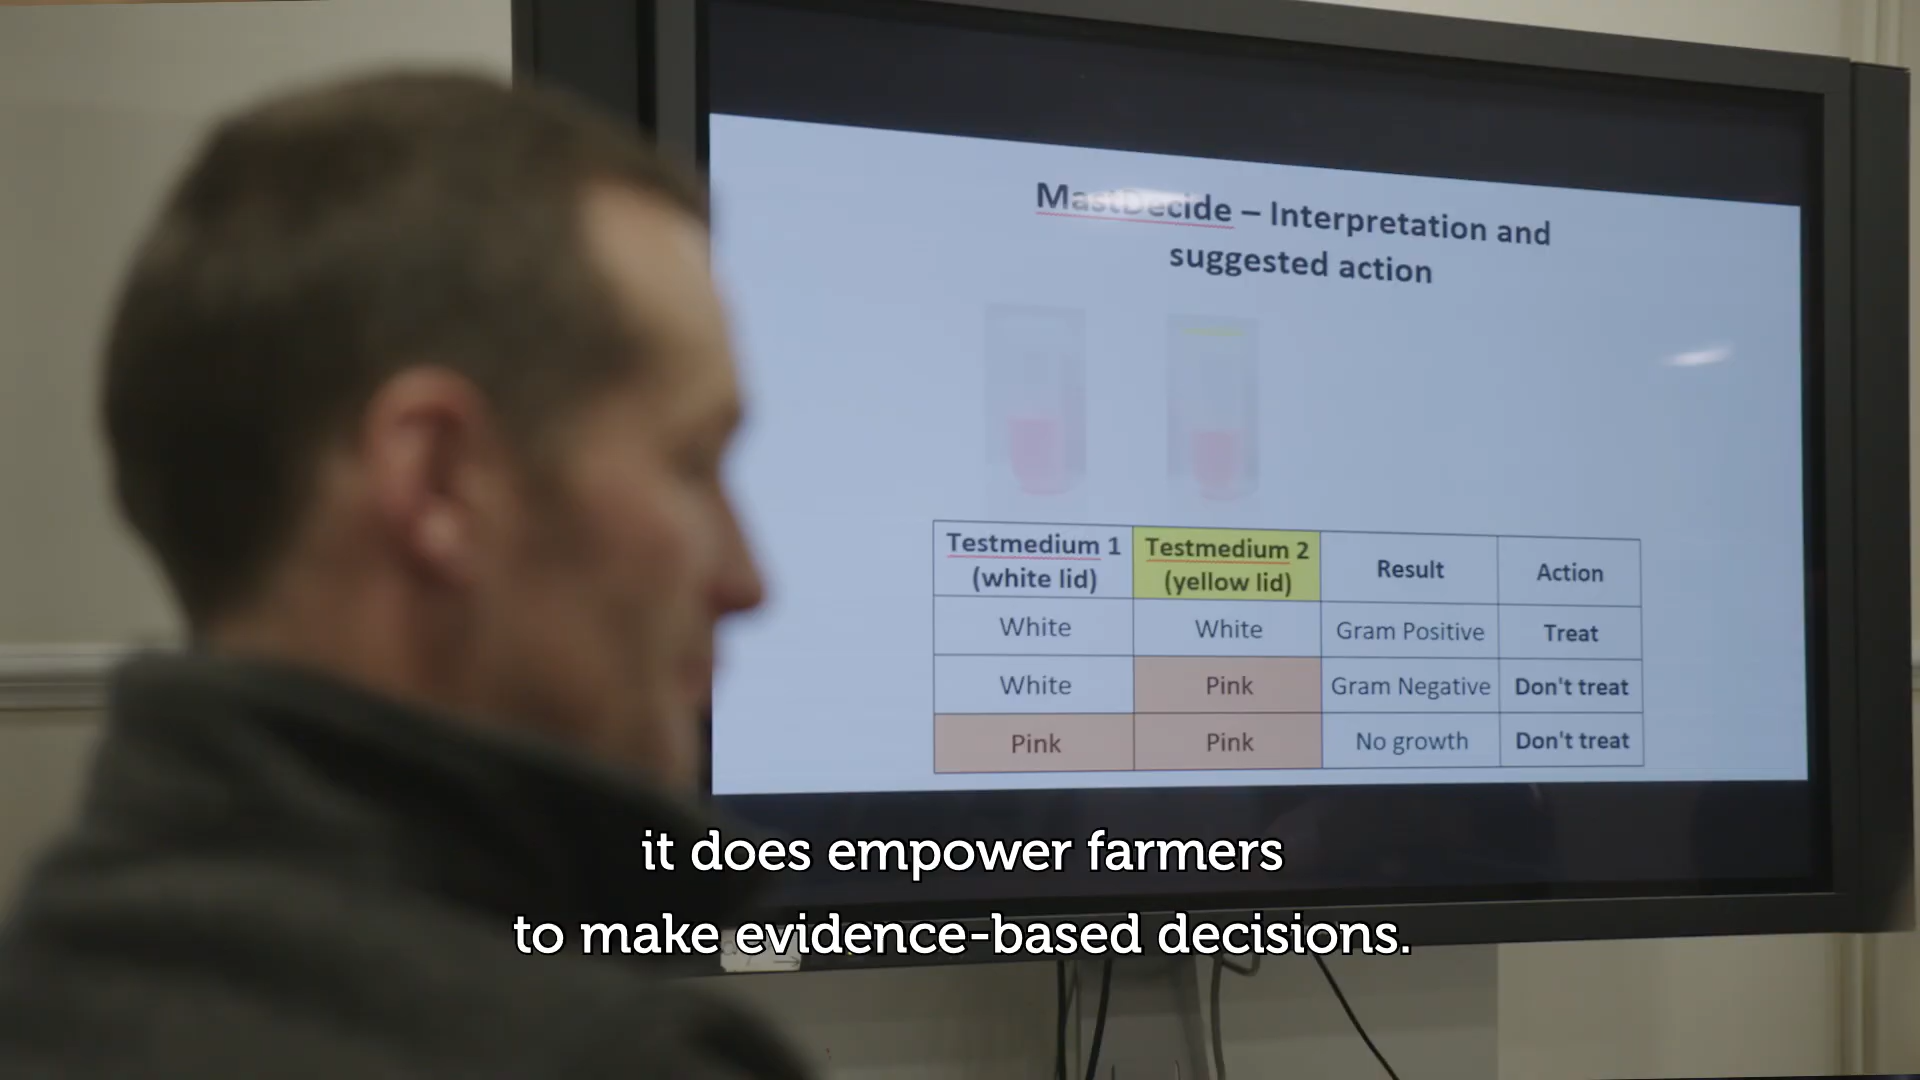 MastDecide – Interpretation and
suggested action
Testmedium 1
(white lid)
Testmedium 2
(yellow lid)
Result
Action
White
White
Gram Positive
Treat
White
Pink
Gram Negative
Don't treat
Pink
Pink
No growth
Don't treat
it does empower farmers
to make evidence-based decisions.